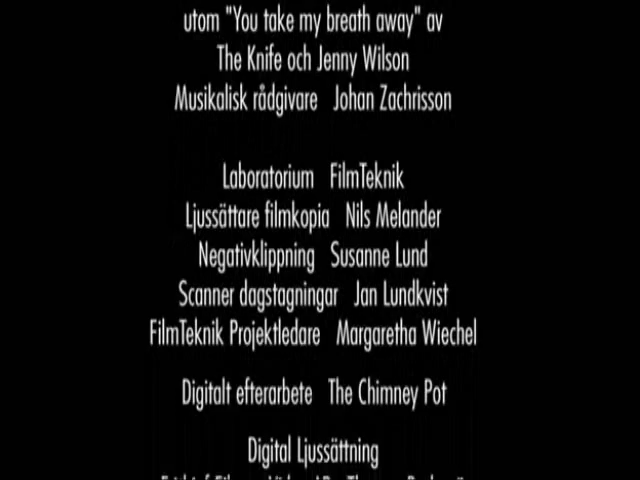 utom "You take my breath away" av
The Knife och Jenny Wilson
Musikalisk rådgivare Johan Zachrisson
Laboratorium FilmTeknik
Ljussättare filmkopia Nils Melander
Negativklippning Susanne Lund
Scanner dagstagningar Jan Lundkvist
FilmTeknik Projektledare Margaretha Wiechel
Digitalt efterarbete The Chimney Pot
Digital Ljussättning